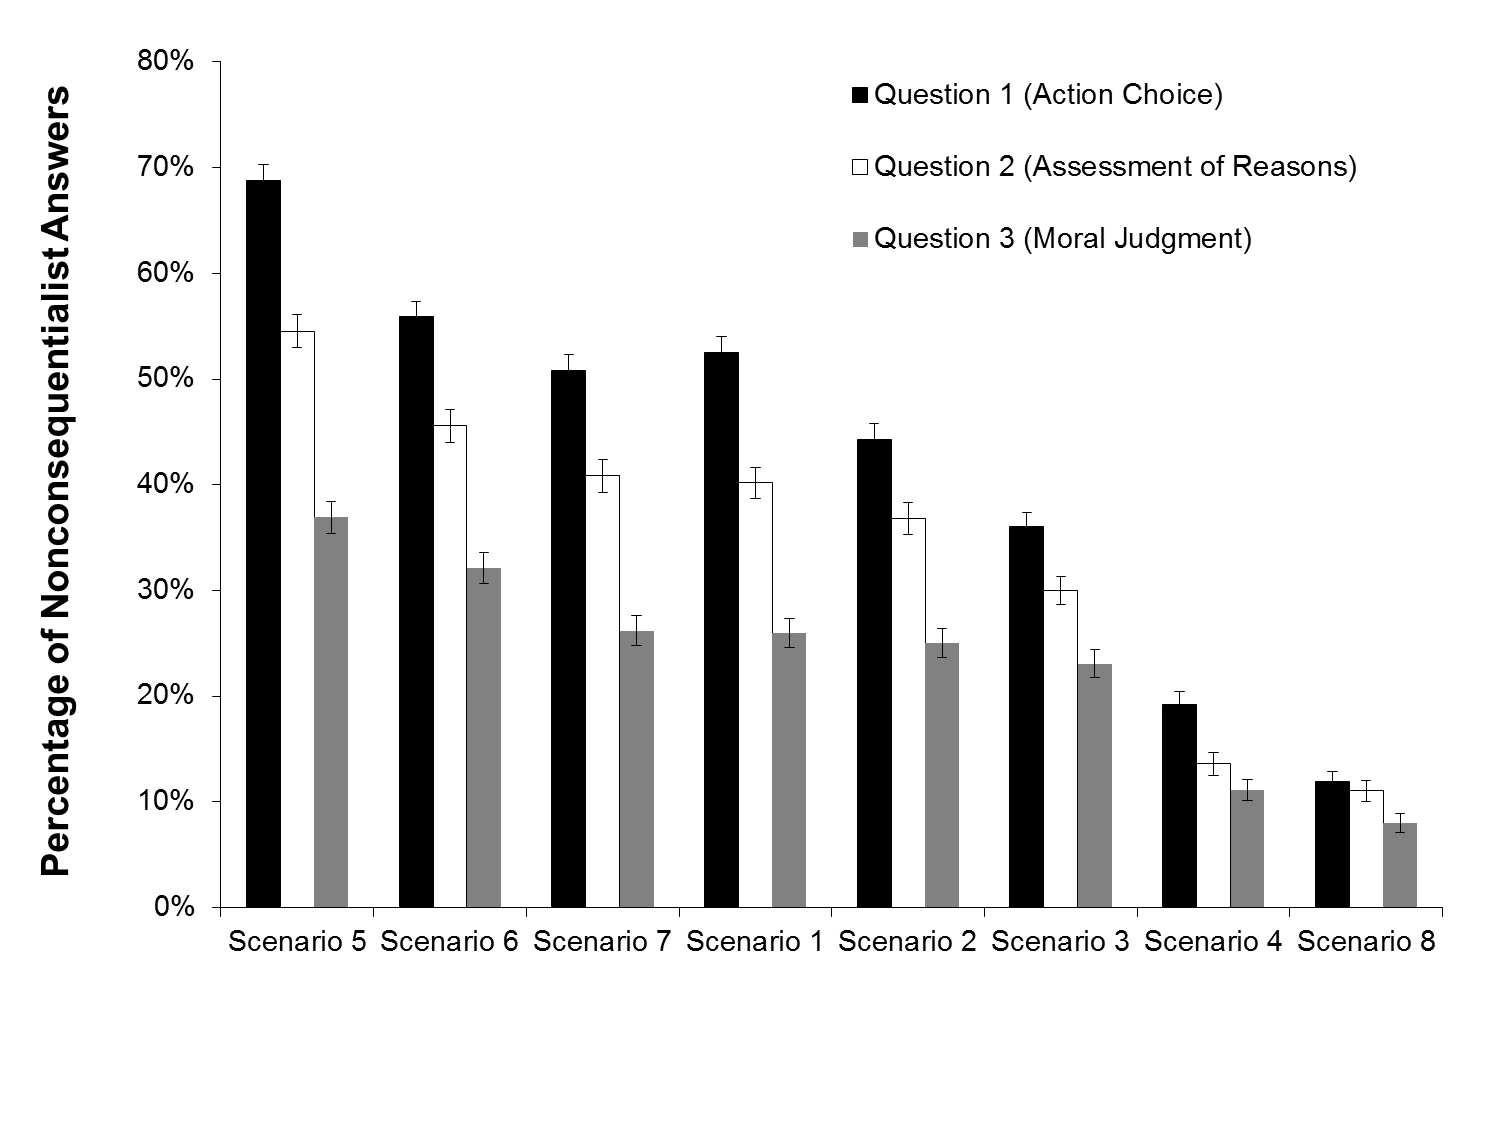 Percentage of Nonconsequentialist Answers
80%
70%
60%
50%
40%
30%
20%
10%
0%
Question 1 (Action Choice)
Question 2 (Assessment of Reasons)
Question 3 (Moral Judgment)
Scenario 5 Scenario 6 Scenario 7 Scenario 1 Scenario 2 Scenario 3 Scenario 4 Scenario 8